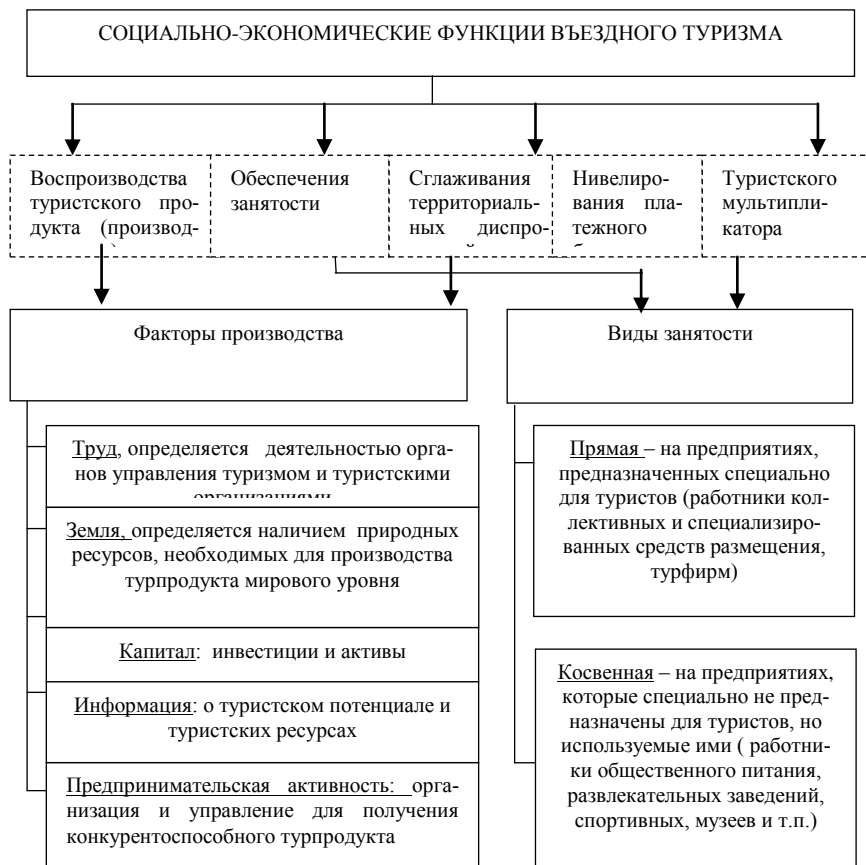 СОЦИАЛЬНО-ЭКОНОМИЧЕСКИЕ ФУНКЦИИ ВЪЕЗДНОГО ТУРИЗМА
Воспроизводства
туристского про-
дукта (производ-
Обеспечения
занятости
Сглаживания
территориаль-
ных диспро-
Нивелиро-
вания пла-
тежного
Туристского
мультипли-
катора
Факторы производства
Виды занятости
Труд, определяется деятельностью орга-
нов управления туризмом и туристскими
организациями
Земля, определяется наличием природных
ресурсов, необходимых для производства
турпродукта мирового уровня
Капитал: инвестиции и активы
Информация: о туристском потенциале и
туристских ресурсах
Предпринимательская активность: орга-
низация и управление для получения
конкурентоспособного турпродукта
Прямая – на предприятиях,
предназначенных специально
для туристов (работники кол-
лективных и специализиро-
ванных средств размещения,
турфирм)
Косвенная – на предприятиях,
которые специально не пред-
назначены для туристов, но
используемые ими ( работни-
ки общественного питания,
развлекательных заведений,
спортивных, музеев и т.п.)